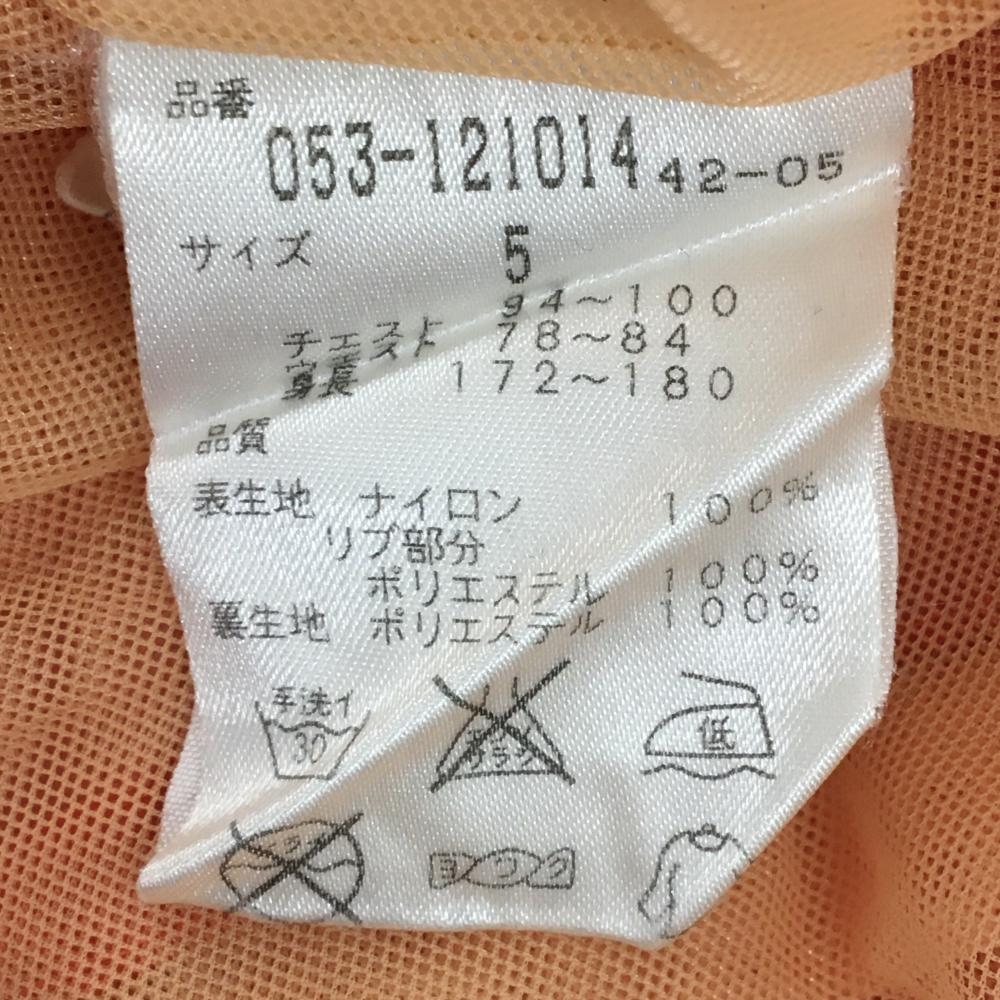 品番
053-121014 42-05
サイズ 5
94~100
チェスト 78~84
身長 172~180
品質
表生地 ナイロン 100%
リブ部分
ポリエステル 100%
裏生地 ポリエステル 100%
手洗イ
30
低
ヨワク